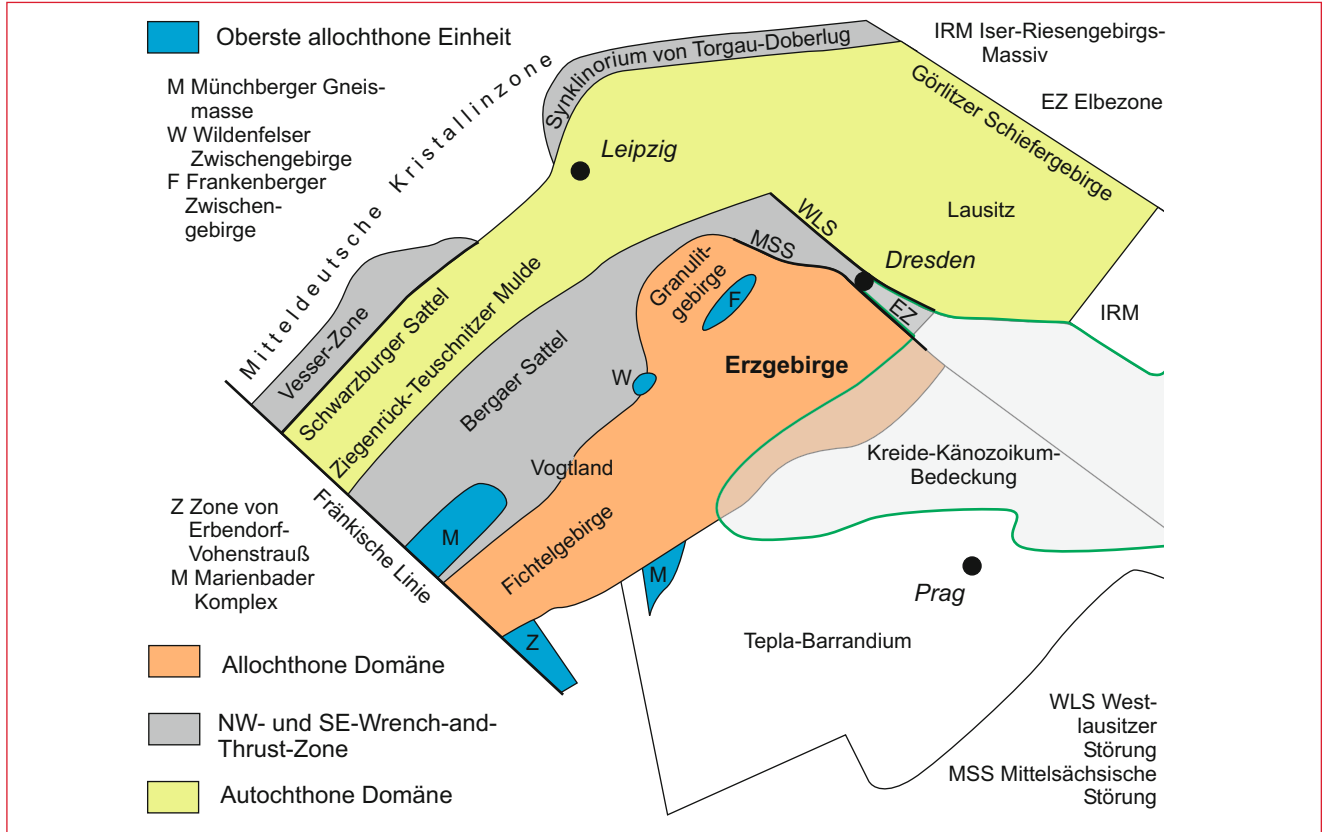 Oberste allochthone Einheit
M Münchberger Gneis-
masse
W Wildenfelser
Zwischengebirge
F Frankenberger
Zwischen-
gebirge
IRM Iser-Riesengebirgs-
Massiv
EZ Elbezone
Mitteldeutsche Kristallinzone
Synklinorium von Torgau-Doberlug
Görlitzer Schiefergebirge
Leipzig
Lausitz
WLS
MSS
Dresden
EZ
IRM
Vesser-Zone
Schwarzburger Sattel
Ziegenrück-Teuschnitzer Mulde
Bergaer Sattel
Granulit-
gebirge
F
W
Erzgebirge
Vogtland
Kreide-Känozoikum-
Bedeckung
Fränkische Linie
M
Fichtelgebirge
M
Z
Prag
Tepla-Barrandium
Z Zone von
Erbendorf-
Vohenstrauß
M Marienbader
Komplex
Allochthone Domäne
NW- und SE-Wrench-and-
Thrust-Zone
Autochthone Domäne
WLS West-
lausitzer
Störung
MSS Mittelsächsische
Störung